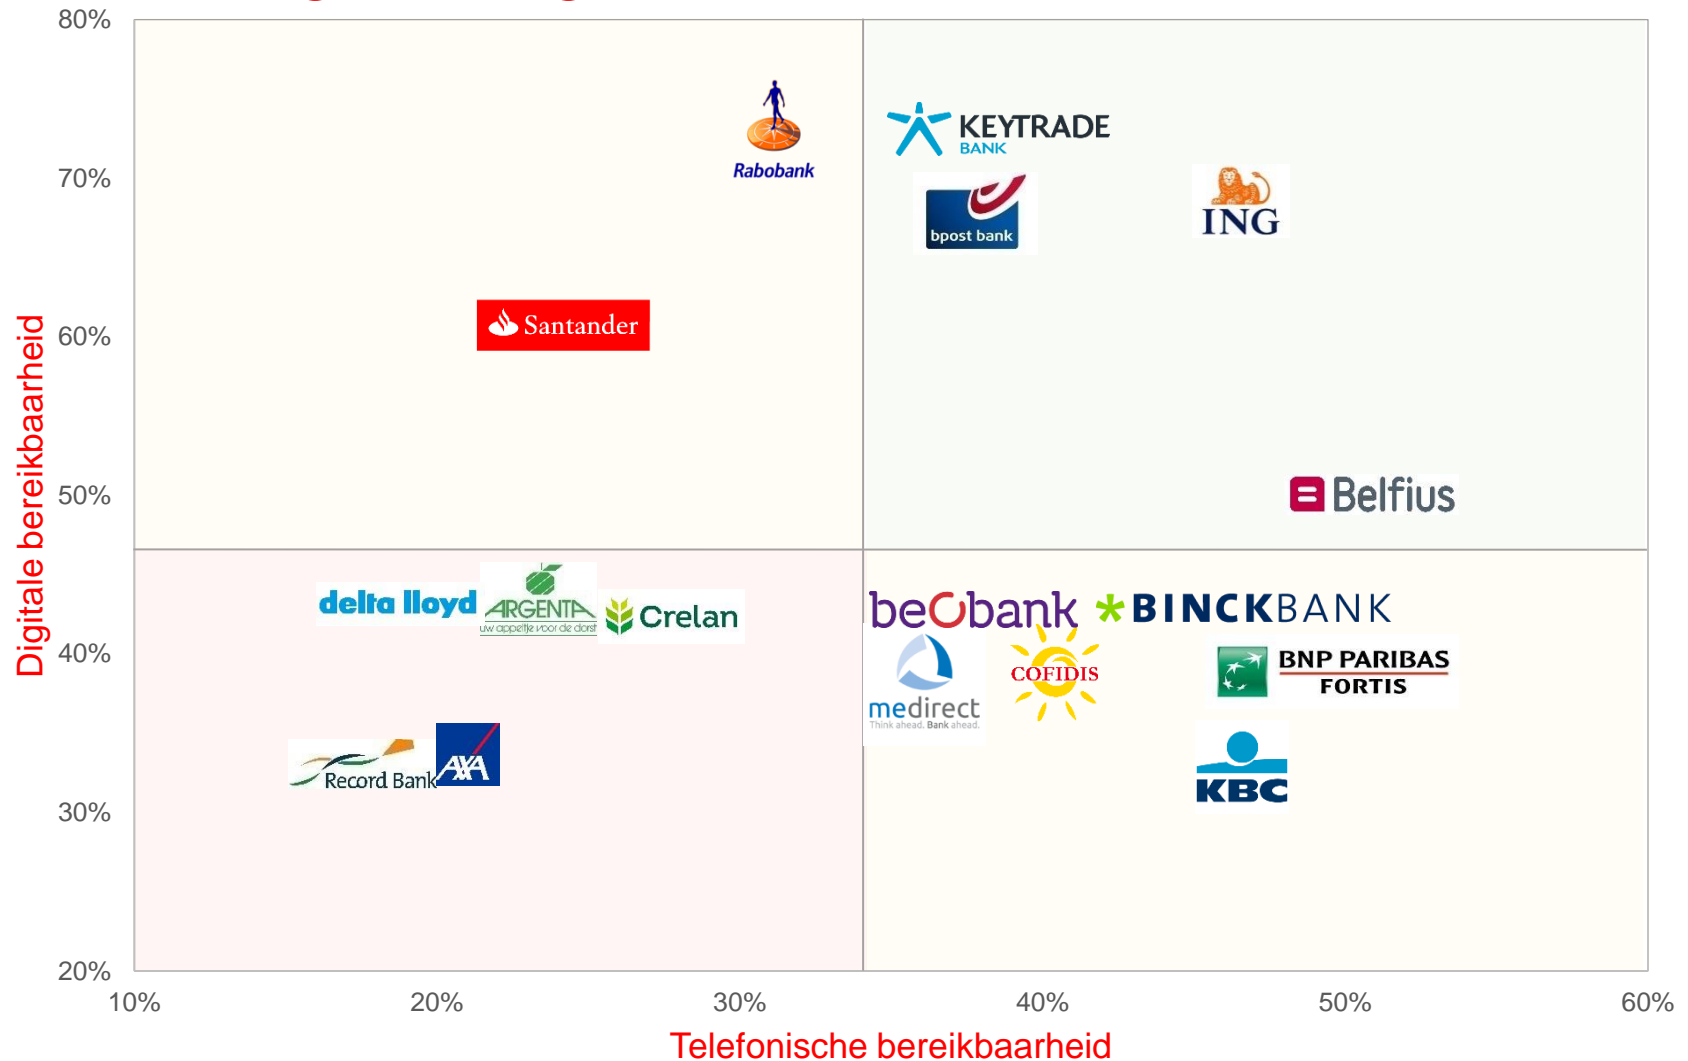 80%
70%
60%
50%
40%
30%
20%
10%
20%
30%
40%
50%
60%
Digitale bereikbaarheid
Telefonische bereikbaarheid
Rabobank
KEYTRADE
BANK
bpost bank
ING
Santander
Belfius
delta lloyd
ARGENTA
uw appeltje voor de dorst
Crelan
beobank
BINCKBANK
medirect
Think ahead. Bank ahead.
COFIDIS
BNP PARIBAS
FORTIS
Record Bank
AXA
KBC